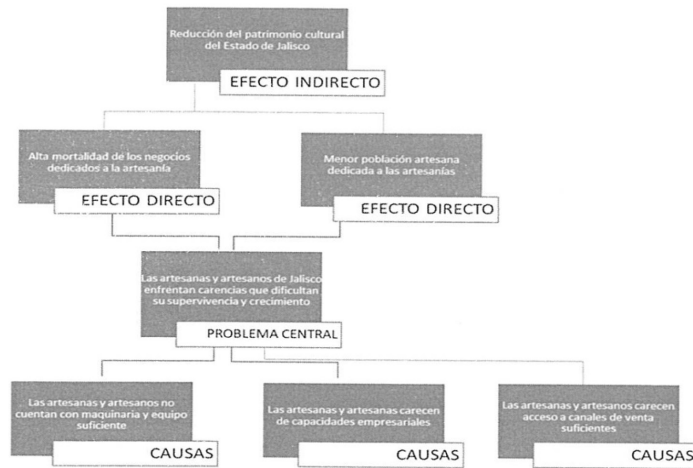 Reducción del patrimonio cultural
del Estado de Jalisco
EFECTO INDIRECTO
Alta mortalidad de los negocios
dedicados a la artesanía
EFECTO DIRECTO
Menor población artesana
dedicada a las artesanías
EFECTO DIRECTO
Las artesanas y artesanos de Jalisco
enfrentan carencias que dificultan
su supervivencia y crecimiento
PROBLEMA CENTRAL
Las artesanas y artesanos no
cuentan con maquinaria y equipo
suficiente
CAUSAS
Las artesanas y artesanas carecen
de capacidades empresariales
CAUSAS
Las artesanas y artesanos carecen
acceso a canales de venta
suficientes
CAUSAS